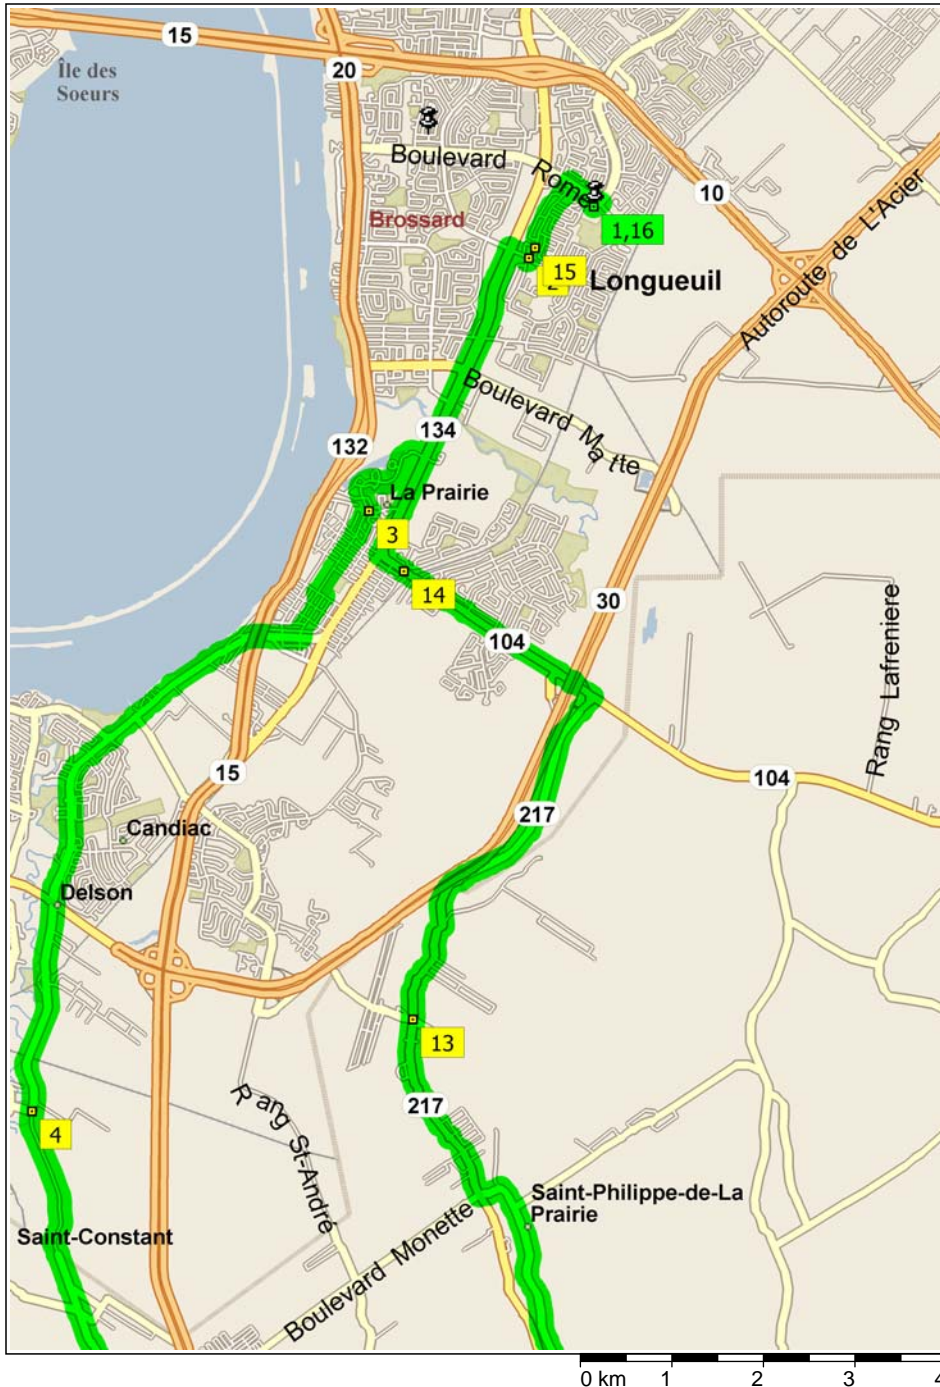 15
Île des
Soeurs
20
Boulevard
Rome
10
Autoroute de L'Acier
Brossard
1,16
15
2
Longueuil
Boulevard Matte
134
132
La Prairie
3
14
30
104
Rang Lafreniere
15
104
217
Candiac
Delson
13
217
4
Rang St-André
Saint-Philippe-de-La
Prairie
Saint-Constant
Boulevard Monette
0 km 1 2 3 4